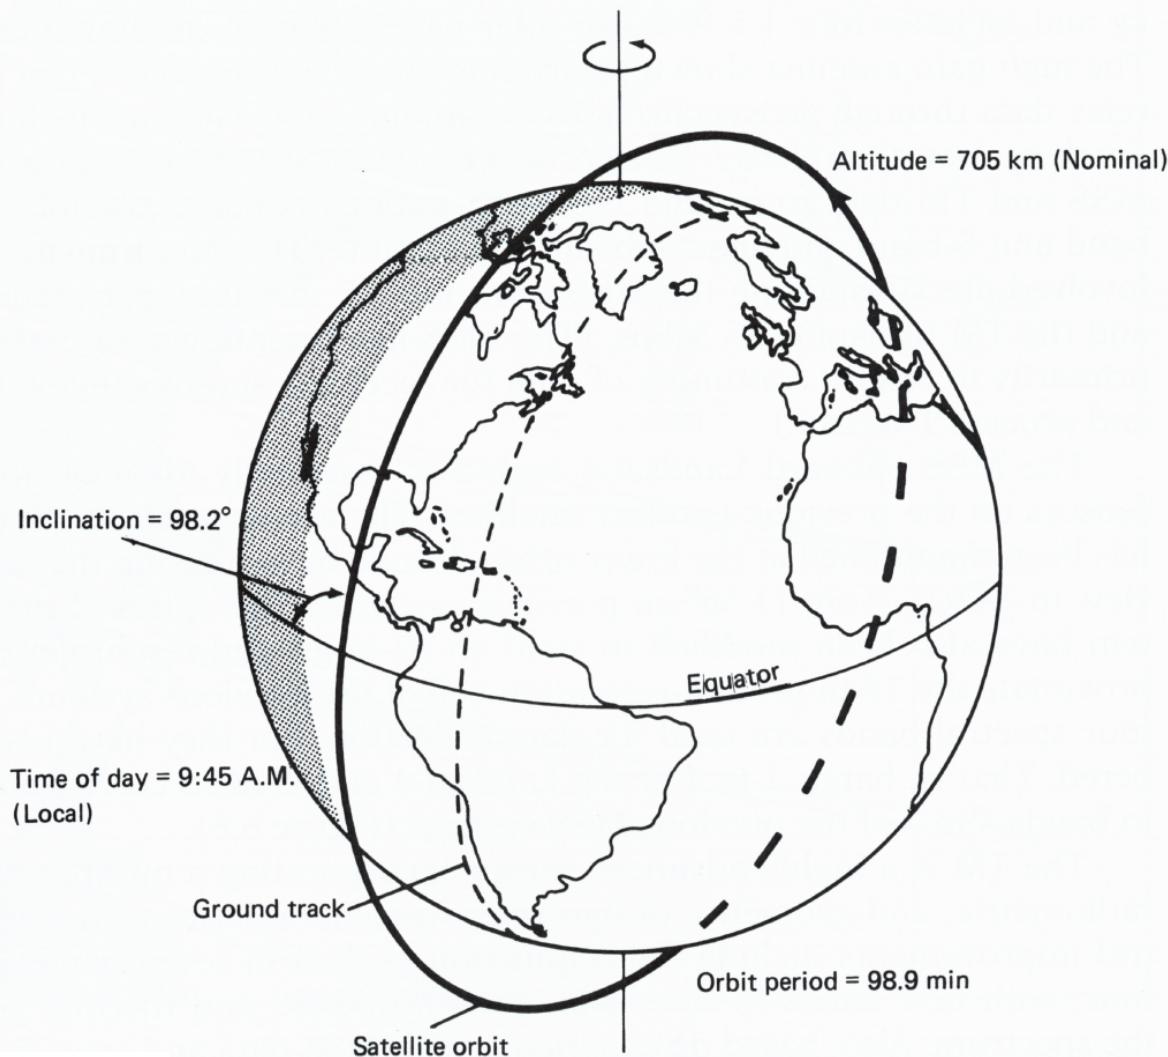 Altitude = 705 km (Nominal)
Inclination = 98.2°
Equator
Time of day = 9:45 A.M.
(Local)
Ground track
Orbit period = 98.9 min
Satellite orbit